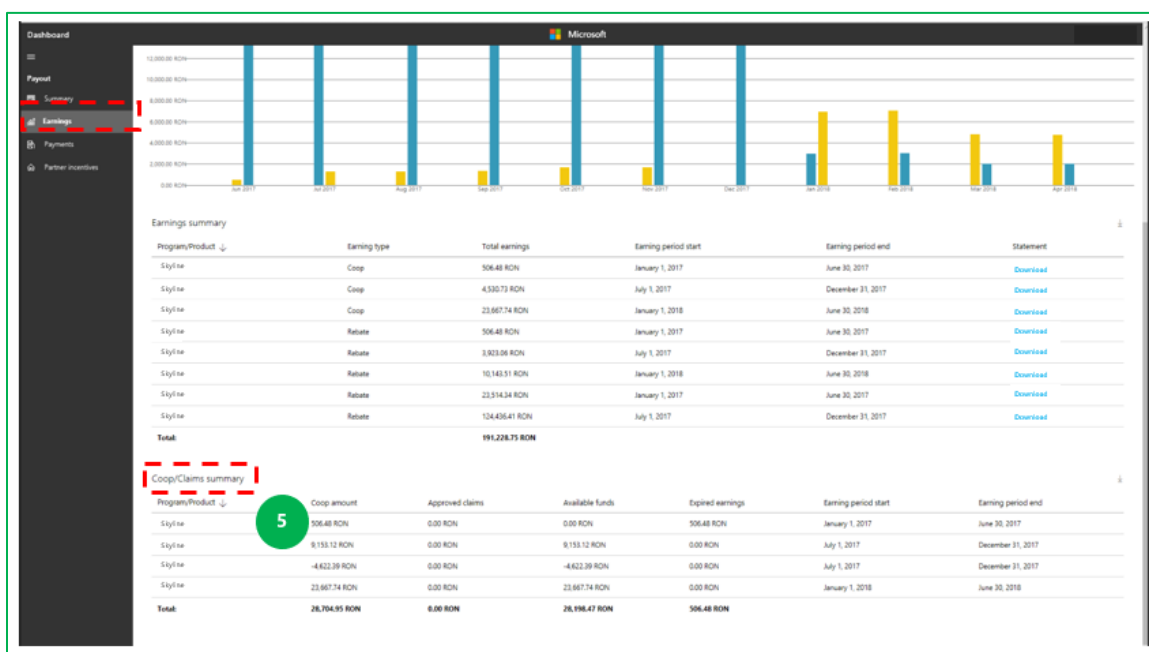 Dashboard
Microsoft
Payout
Summary
Earnings
Payments
Partner incentives
12,000.00 RON
10,000.00 RON
8,000.00 RON
6,000.00 RON
4,000.00 RON
2,000.00 RON
0.00 RON
Jun 2017 Jul 2017 Aug 2017 Sep 2017 Oct 2017 Nov 2017 Dec 2017 Jan 2018 Feb 2018 Mar 2018 Apr 2018
Earnings summary
Program/Product ↓ Earning type Total earnings Earning period start Earning period end Statement
Skyline Coop 506.48 RON January 1, 2017 June 30, 2017 Download
Skyline Coop 4,530.73 RON July 1, 2017 December 31, 2017 Download
Skyline Coop 23,667.74 RON January 1, 2018 June 30, 2018 Download
Skyline Rebate 506.48 RON January 1, 2017 June 30, 2017 Download
Skyline Rebate 3,923.06 RON July 1, 2017 December 31, 2017 Download
Skyline Rebate 10,143.51 RON January 1, 2018 June 30, 2018 Download
Skyline Rebate 23,514.34 RON January 1, 2017 June 30, 2017 Download
Skyline Rebate 124,436.41 RON July 1, 2017 December 31, 2017 Download
Total: 191,228.75 RON
Coop/Claims summary
Program/Product ↓ Coop amount Approved claims Available funds Expired earnings Earning period start Earning period end
5
Skyline 506.48 RON 0.00 RON 0.00 RON 506.48 RON January 1, 2017 June 30, 2017
Skyline 9,153.12 RON 0.00 RON 9,153.12 RON 0.00 RON July 1, 2017 December 31, 2017
Skyline -4,622.39 RON 0.00 RON -4,622.39 RON 0.00 RON July 1, 2017 December 31, 2017
Skyline 23,667.74 RON 0.00 RON 23,667.74 RON 0.00 RON January 1, 2018 June 30, 2018
Total: 28,704.95 RON 0.00 RON 28,198.47 RON 506.48 RON